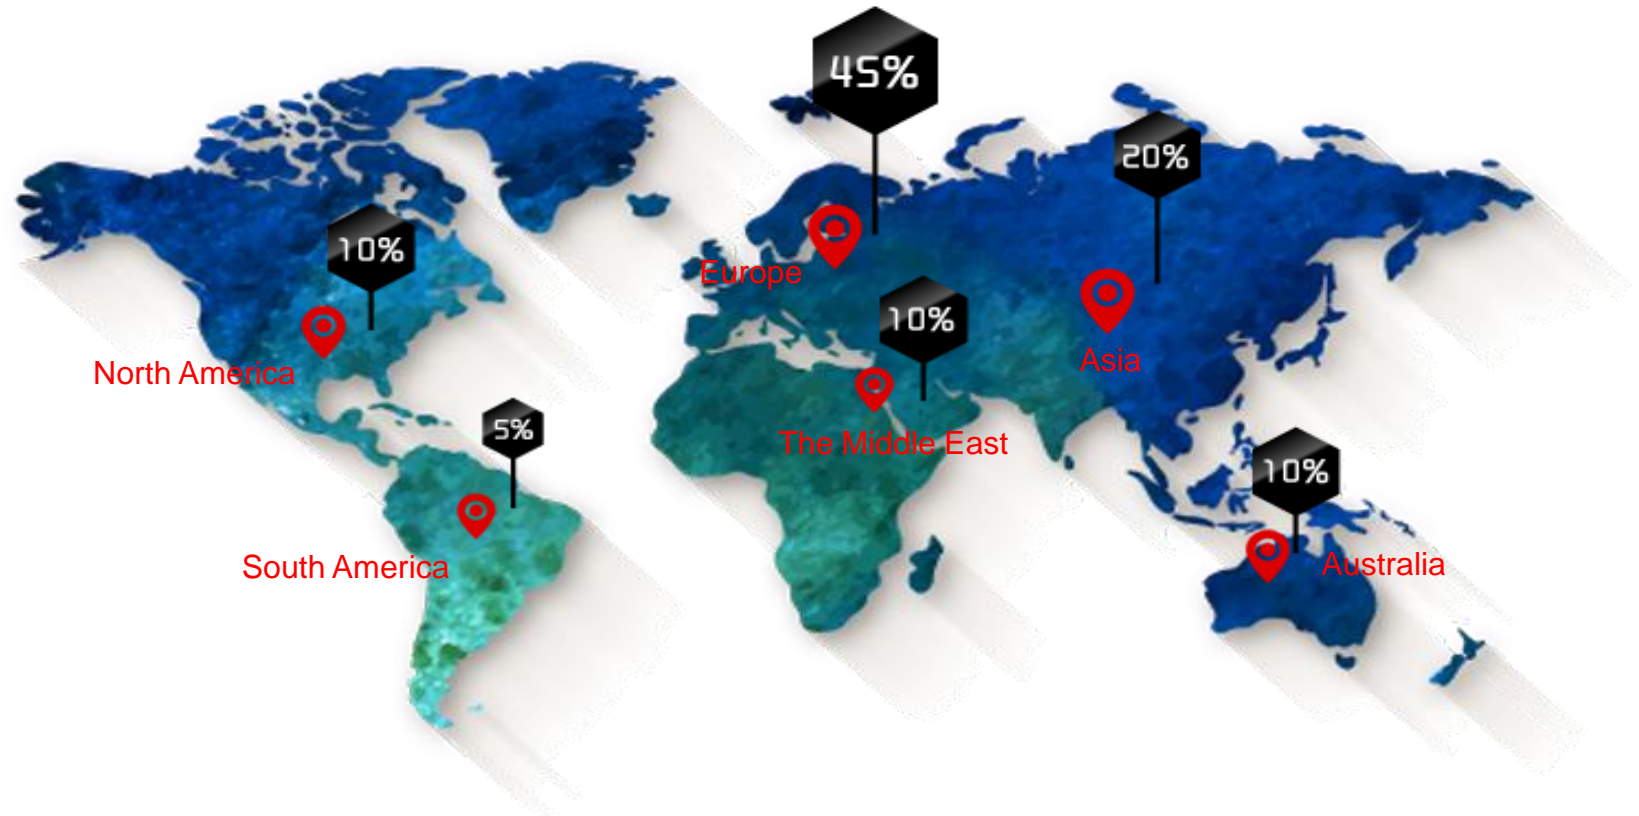 45%
20%
10%
Europe
10%
Asia
North America
5%
The Middle East
10%
South America
Australia